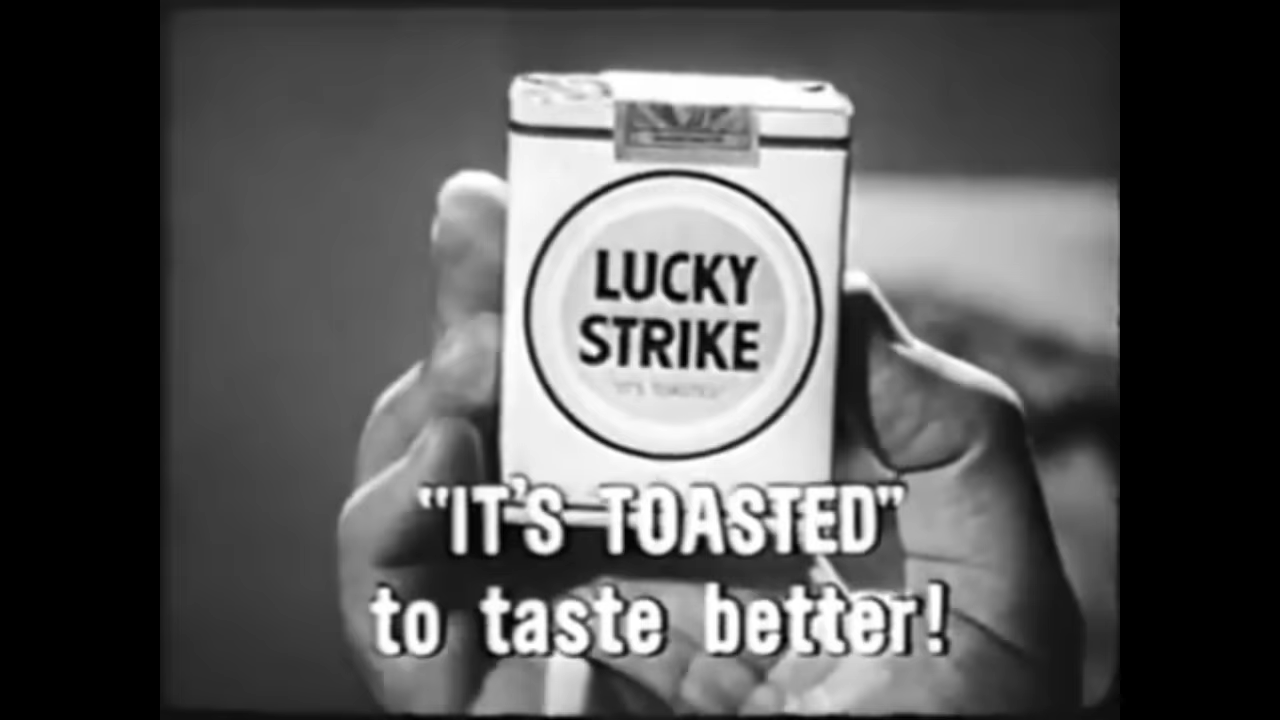 LUCKY
STRIKE
"IT'S TOASTED"
"IT'S TOASTED"
to taste better!